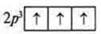 2p³ ↑ ↑ ↑